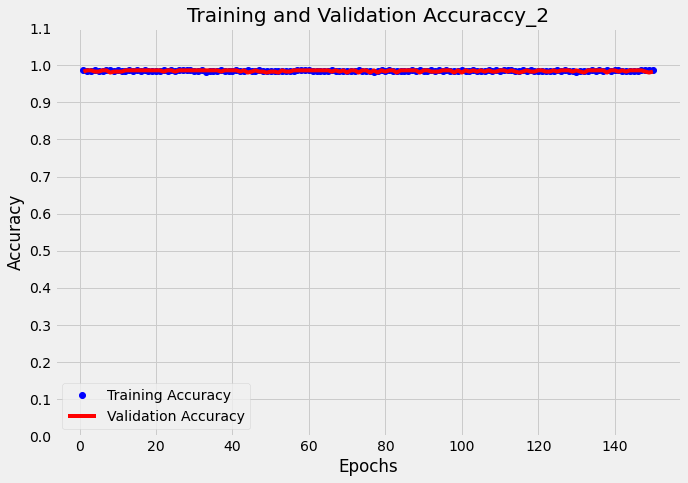 Training and Validation Accuraccy_2
1.1
1.0
0.9
0.8
0.7
0.6
0.5
0.4
0.3
0.2
0.1
0.0
Accuracy
Training Accuracy
Validation Accuracy
0 20 40 60 80 100 120 140
Epochs